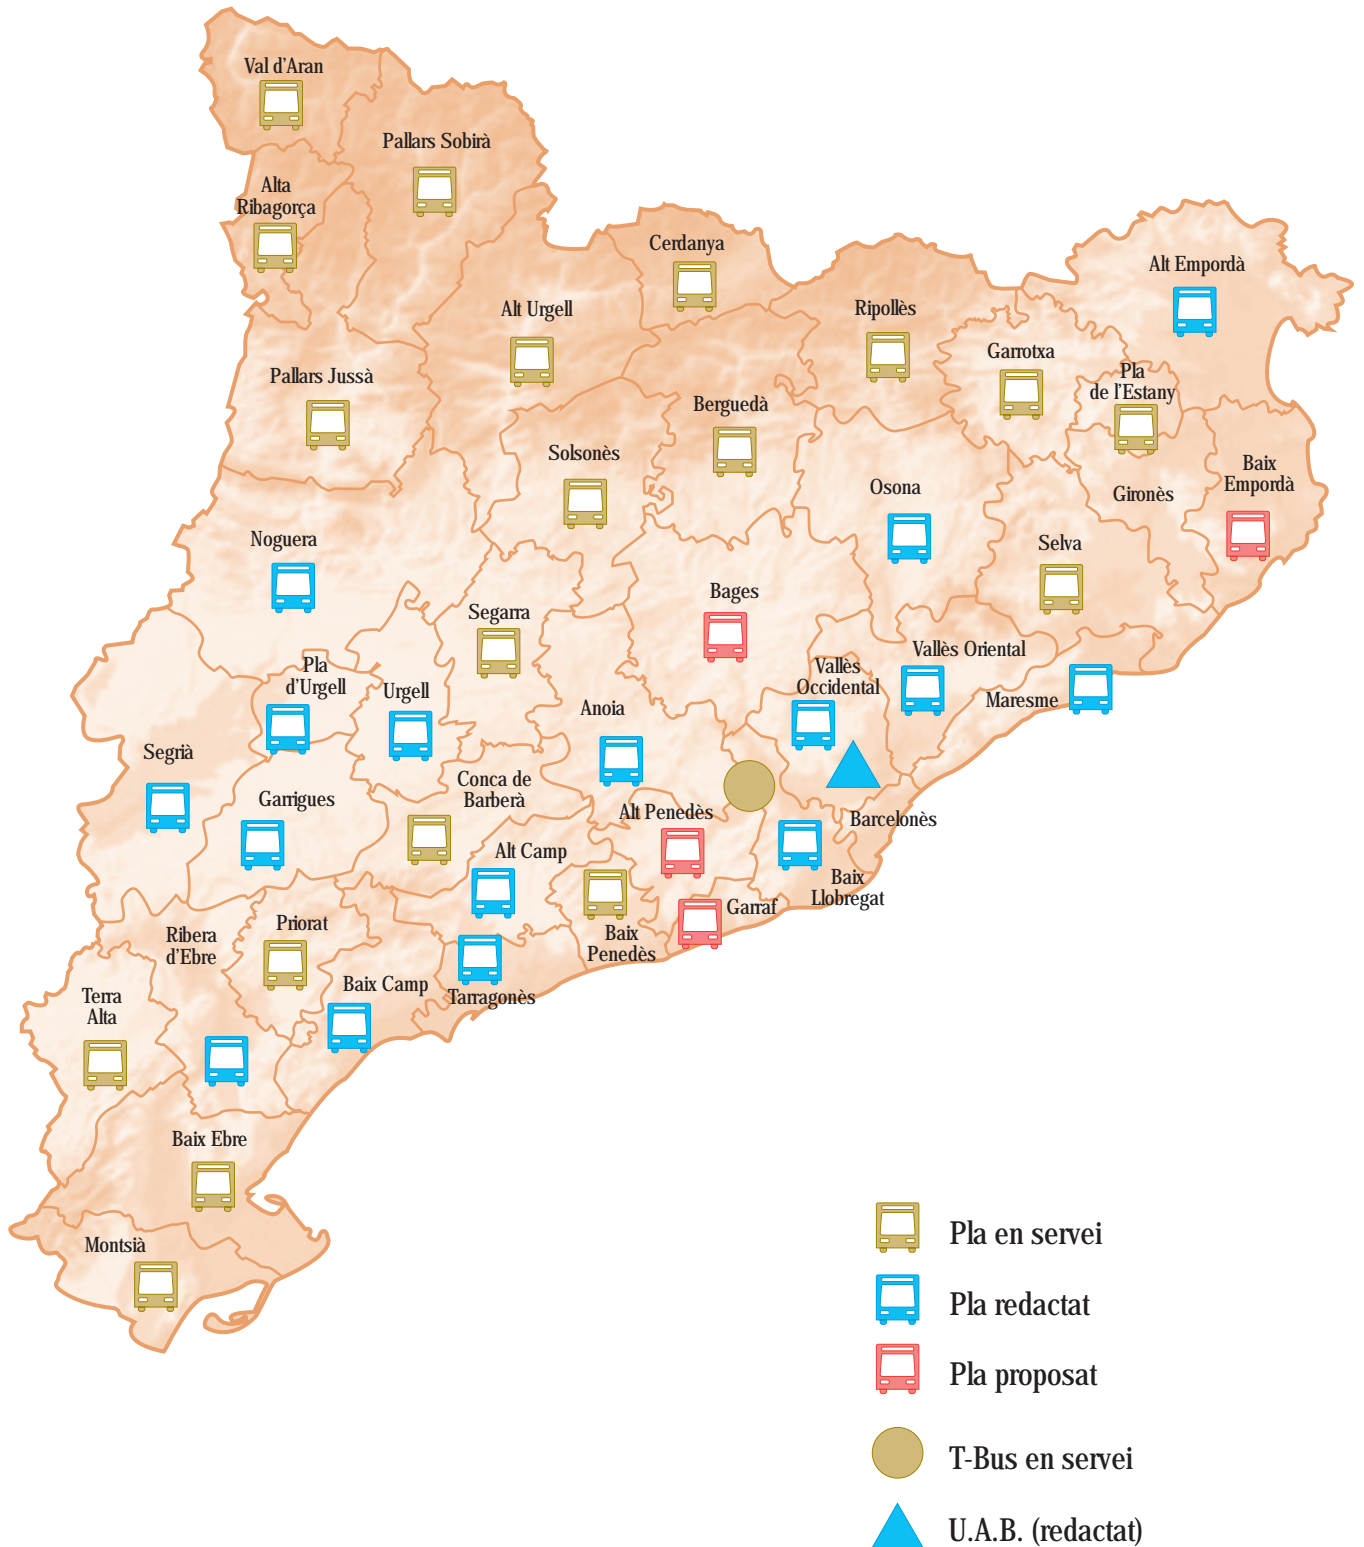 Val d'Aran
Pallars Sobirà
Alta
Ribagorça
Cerdanya
Alt Empordà
Alt Urgell
Ripollès
Garrotxa
Pla
de l'Estany
Pallars Jussà
Berguedà
Solsonès
Baix
Empordà
Osona
Gironès
Noguera
Selva
Bages
Segarra
Vallès Oriental
Vallès
Occidental
Pla
d'Urgell
Urgell
Maresme
Anoia
Segrià
Conca de
Barberà
Garrigues
Alt Penedès
Barcelonès
Alt Camp
Baix
Llobregat
Garraf
Priorat
Ribera
d'Ebre
Baix
Penedès
Baix Camp
Tarragonès
Terra
Alta
Baix Ebre
Montsià
Pla en servei
Pla redactat
Pla proposat
T-Bus en servei
U.A.B. (redactat)